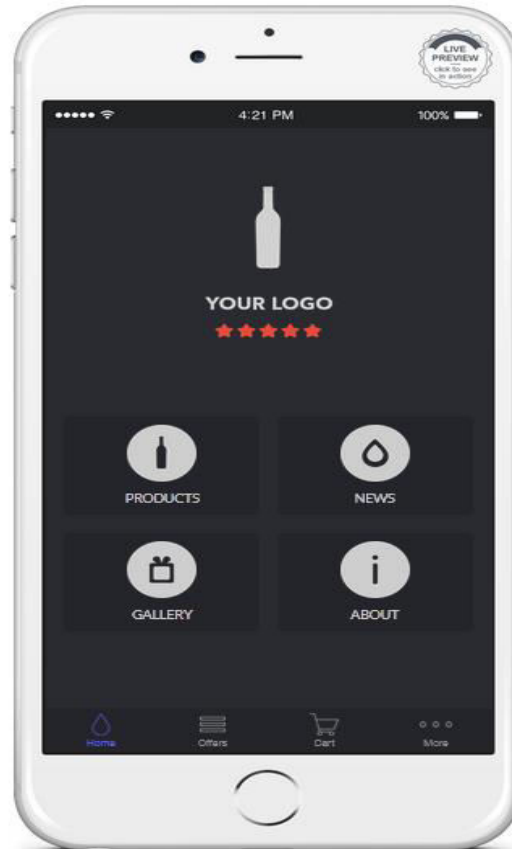 LIVE
PREVIEW
click to see
in action
4:21 PM 100%
YOUR LOGO
PRODUCTS NEWS
GALLERY ABOUT
Home Offers Cart More